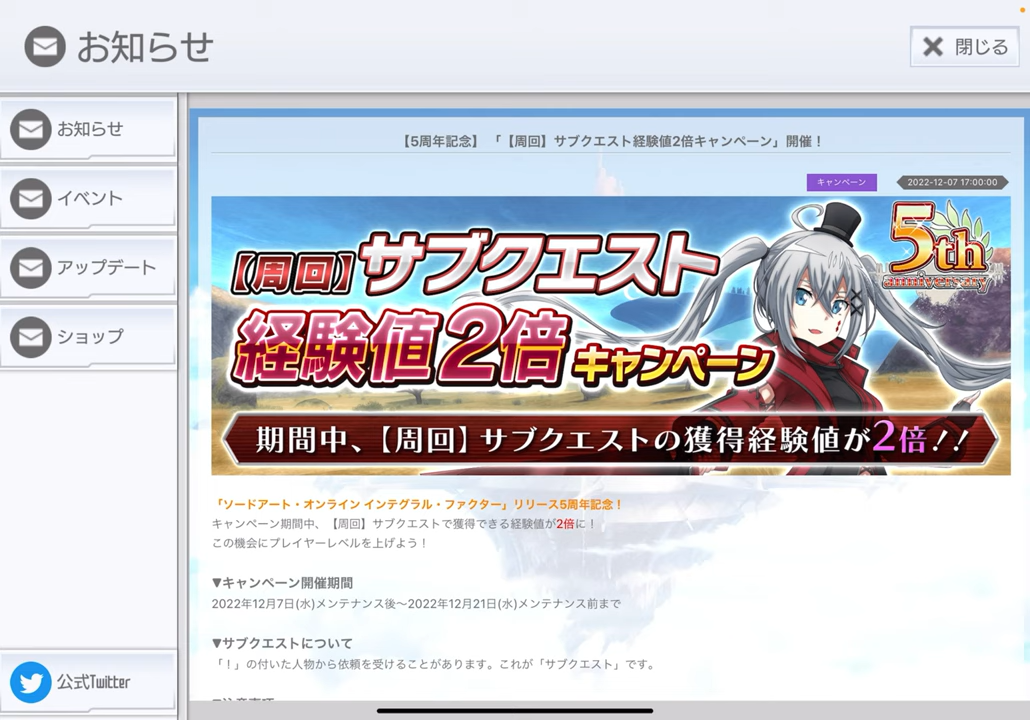 お知らせ
閉じる
お知らせ
イベント
アップデート
ショップ
公式Twitter
【5周年記念】 「【周回】サブクエスト経験値2倍キャンペーン」開催！
キャンペーン
2022-12-07 17:00:00
5th
anniversary
【周回】サブクエスト
経験値2倍キャンペーン
期間中、【周回】サブクエストの獲得経験値が2倍!!
「ソードアート・オンライン インテグラル・ファクター」リリース5周年記念！
キャンペーン期間中、【周回】サブクエストで獲得できる経験値が2倍に！
この機会にプレイヤーレベルを上げよう！
▼キャンペーン開催期間
2022年12月7日(水)メンテナンス後～2022年12月21日(水)メンテナンス前まで
▼サブクエストについて
「！」の付いた人物から依頼を受けることがあります。これが「サブクエスト」です。